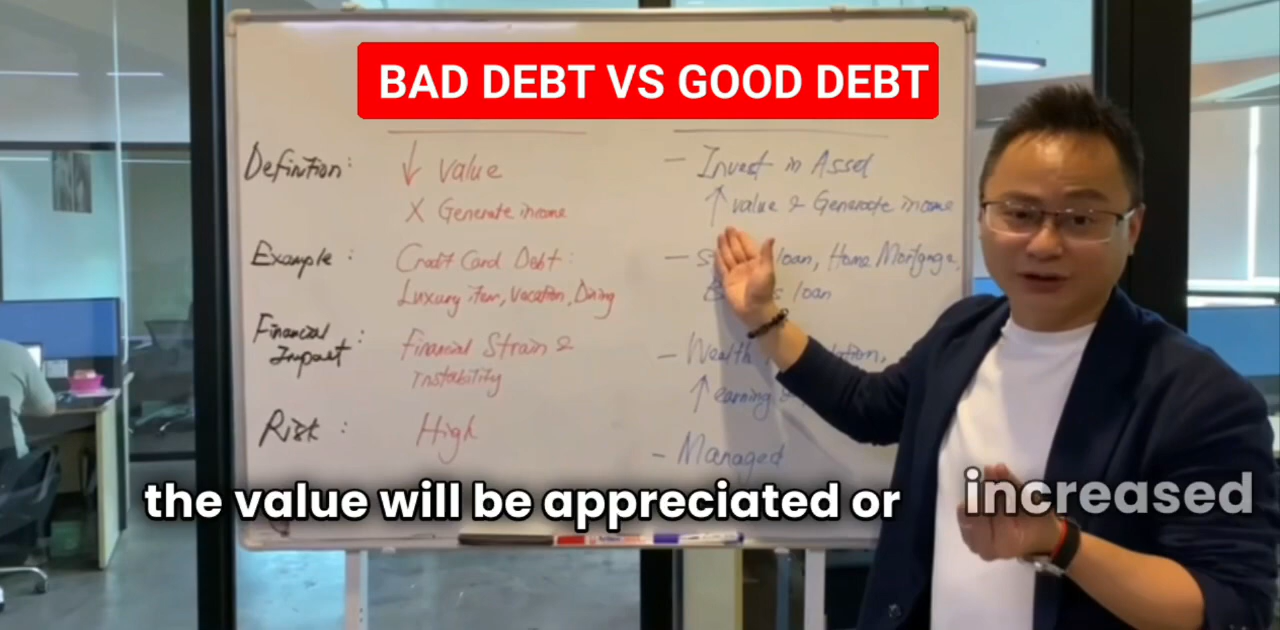 BAD DEBT VS GOOD DEBT
Definition: ↓ Value - Invest in Asset
X Generate income ↑ value & Generate income
Example: Credit Card Debt: - loan, Home Mortgage,
Luxury item, Vacation, Dining loan
Financial Impact: Financial Strain & - Wealth
Instability ↑ earning
Risk: High - Managed
the value will be appreciated or increased